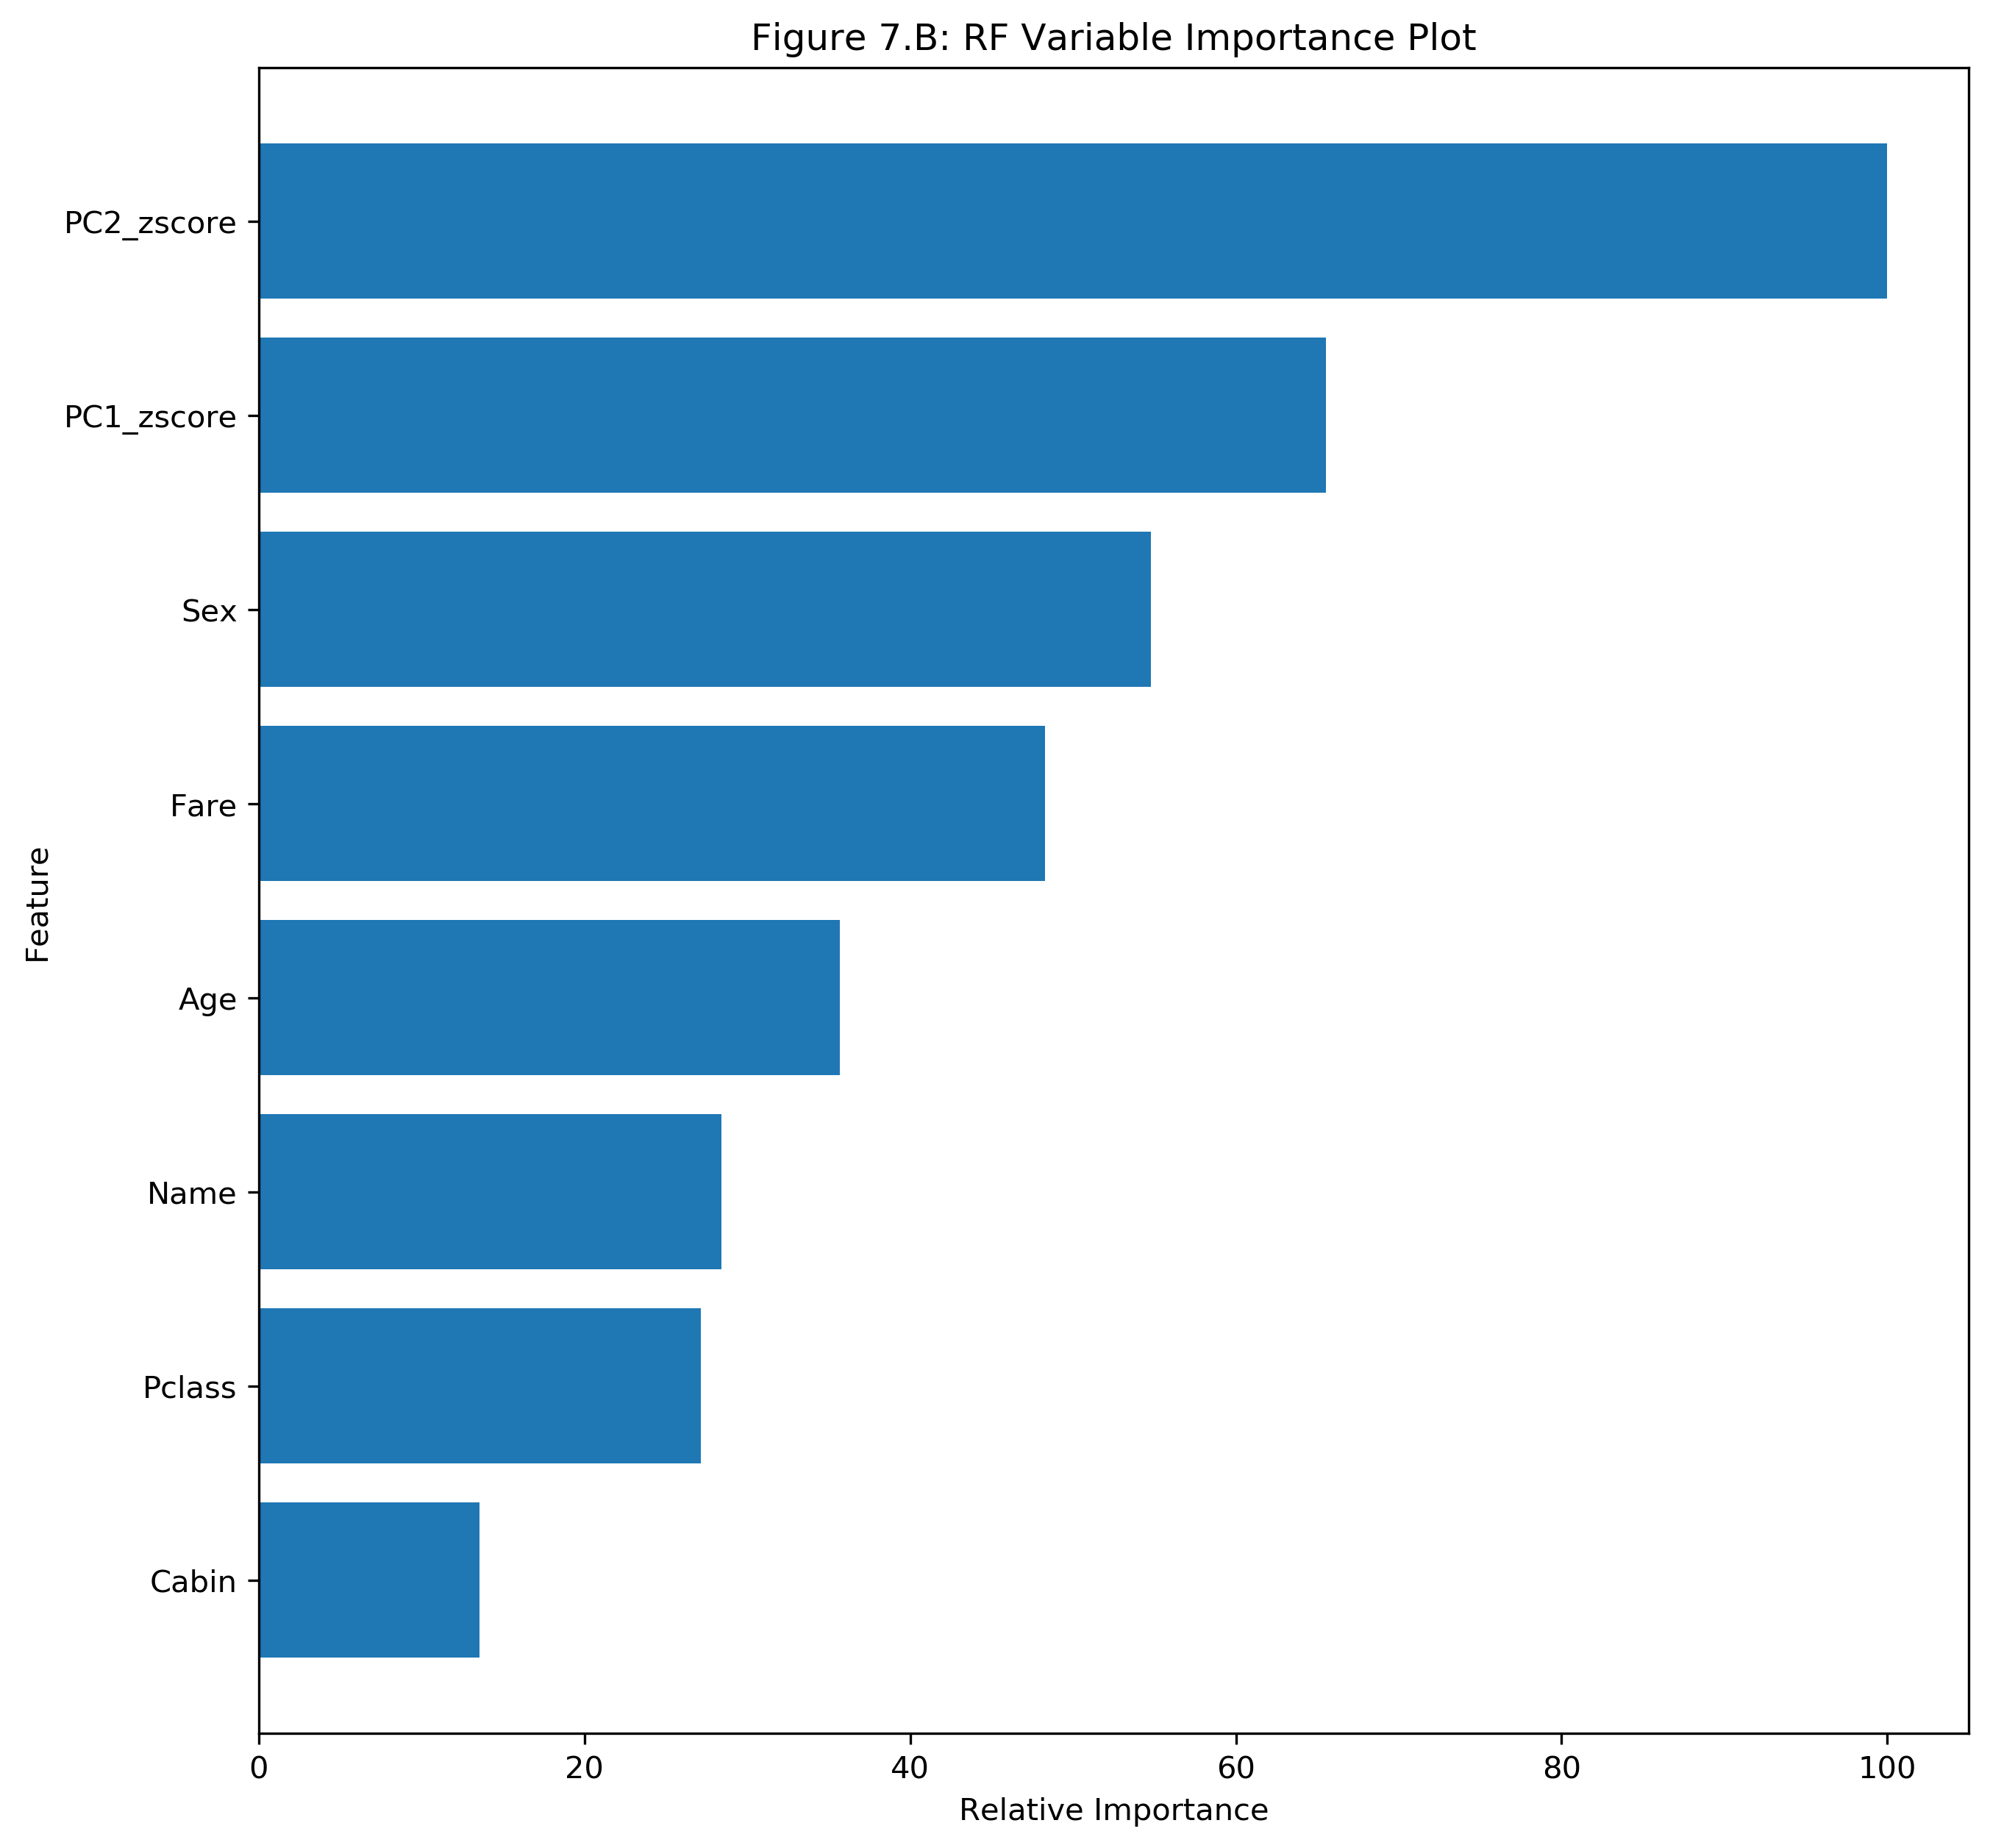 Figure 7.B: RF Variable Importance Plot
PC2_zscore
PC1_zscore
Sex
Fare
Age
Name
Pclass
Cabin
Feature
0 20 40 60 80 100
Relative Importance